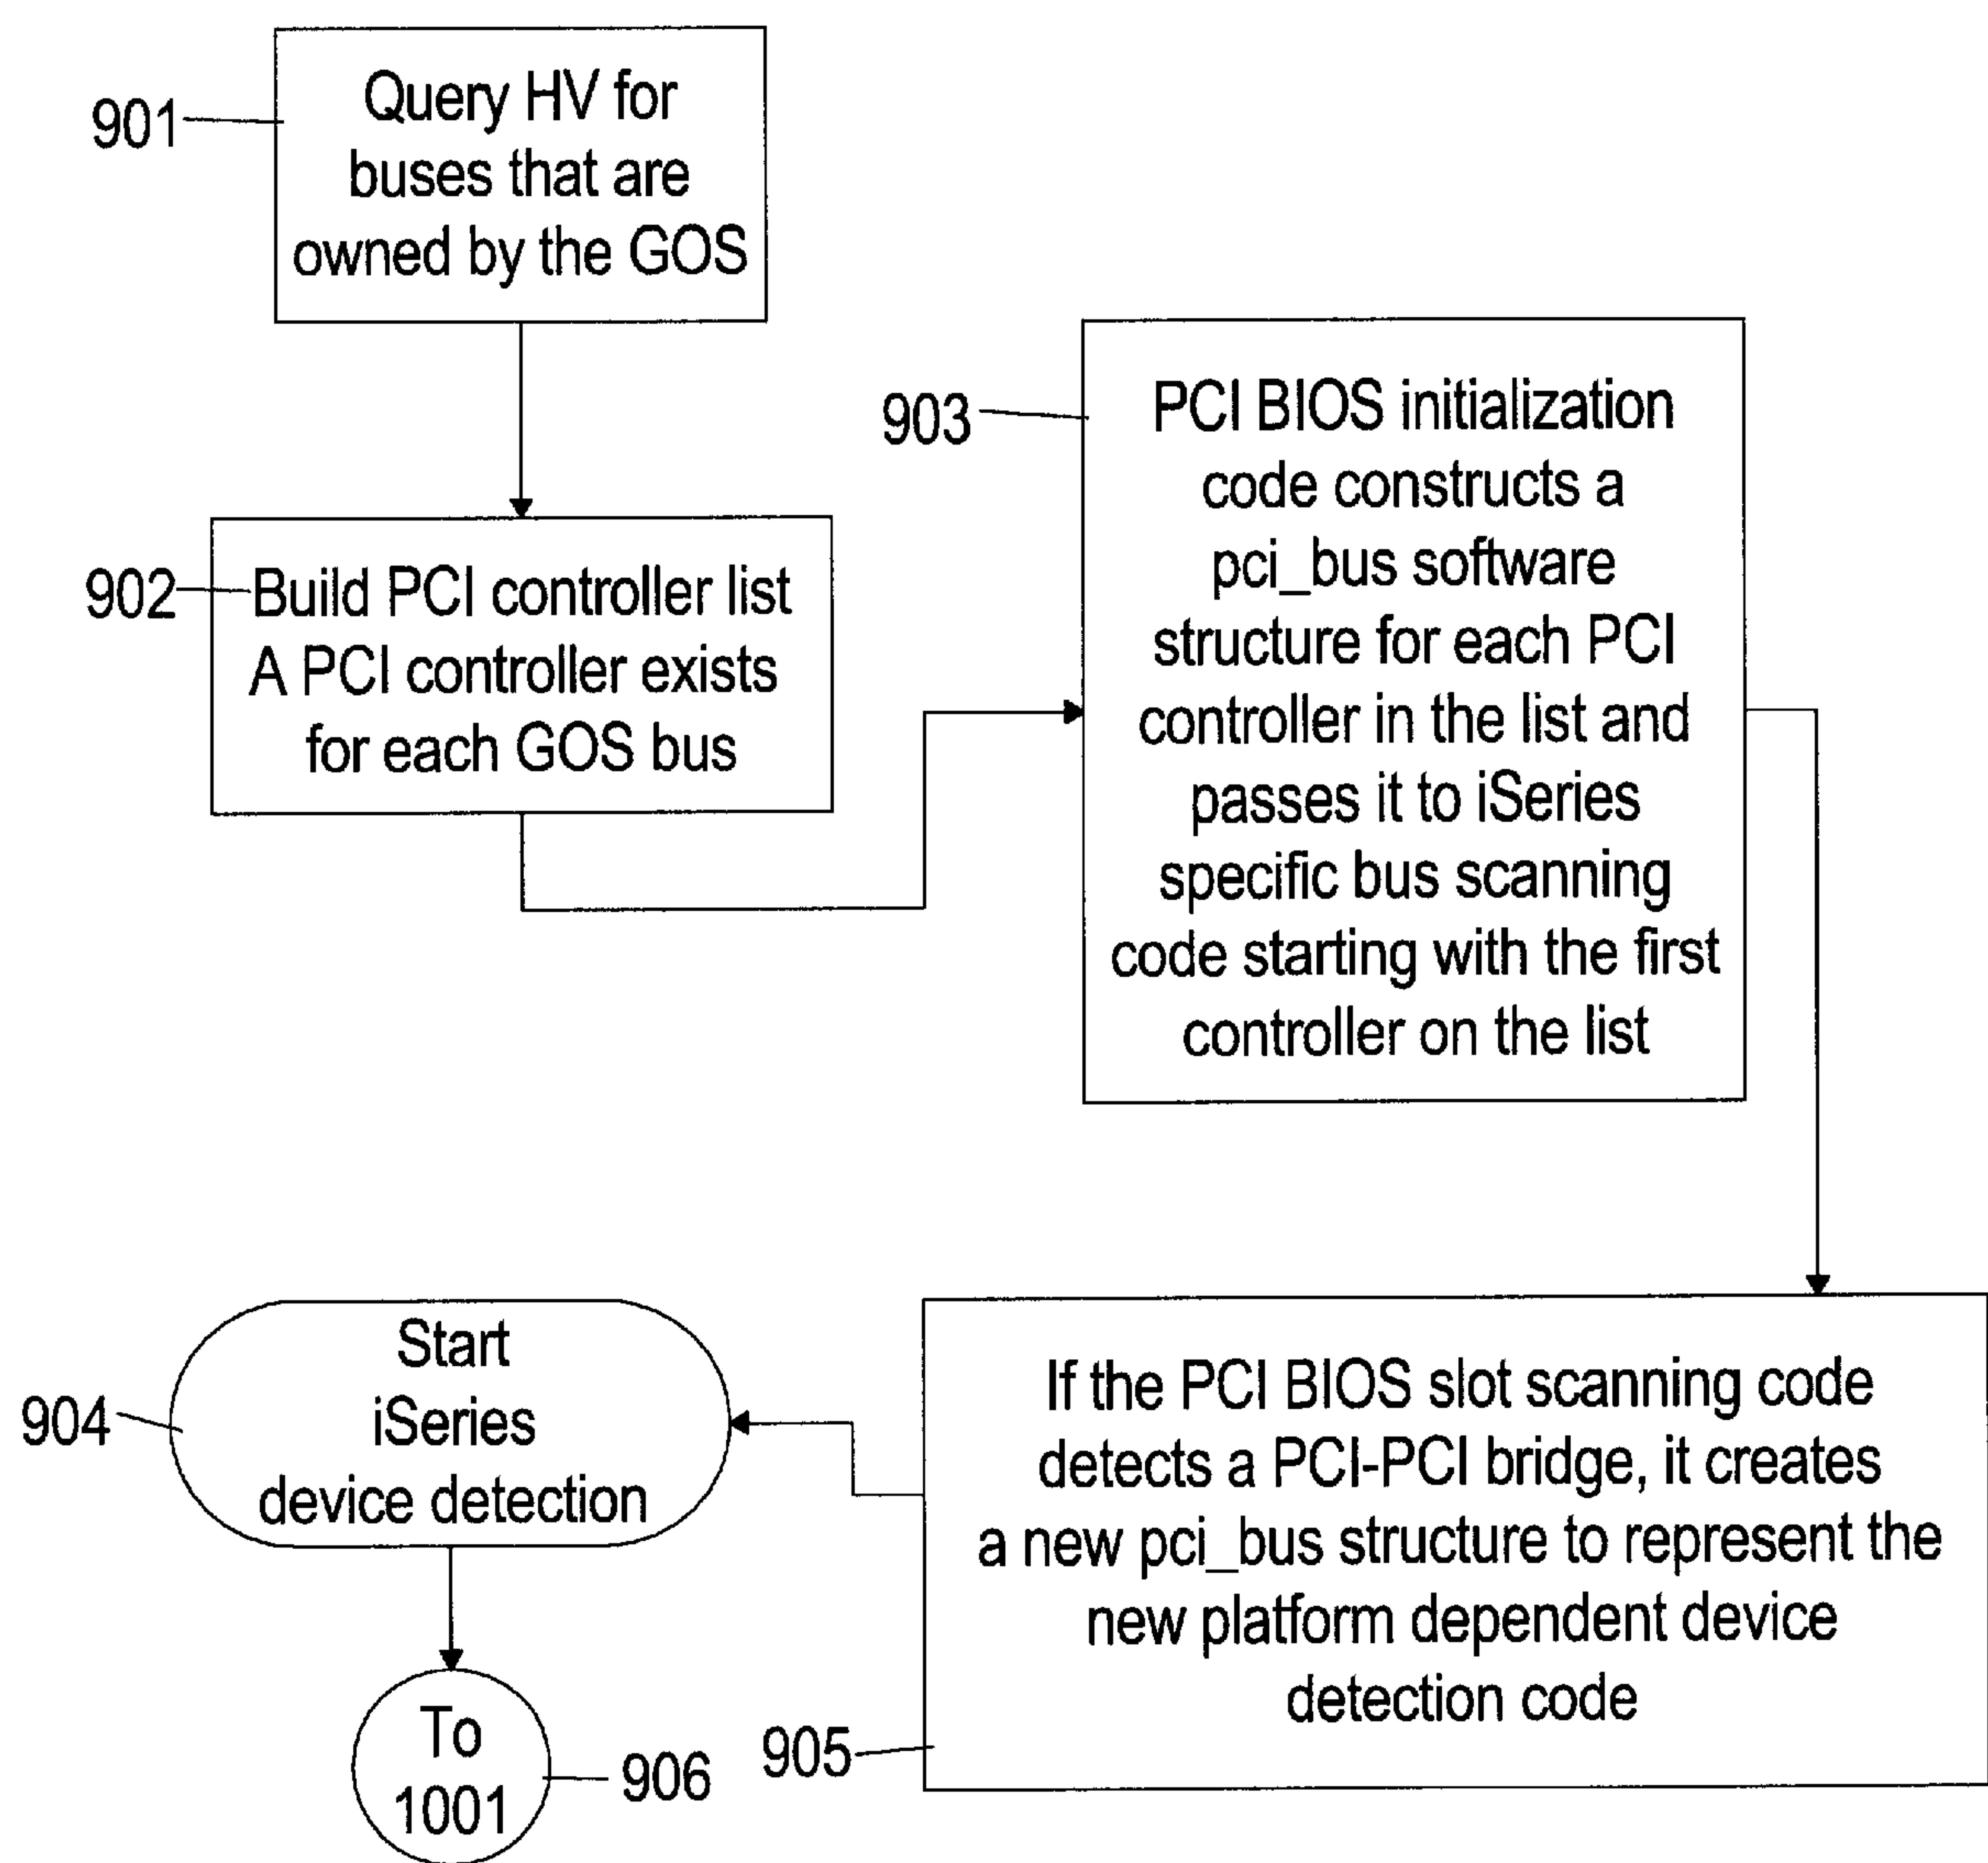 901
Query HV for
buses that are
owned by the GOS
902
Build PCI controller list
A PCI controller exists
for each GOS bus
903
PCI BIOS initialization
code constructs a
pci_bus software
structure for each PCI
controller in the list and
passes it to iSeries
specific bus scanning
code starting with the first
controller on the list
904
Start
iSeries
device detection
If the PCI BIOS slot scanning code
detects a PCI-PCI bridge, it creates
a new pci_bus structure to represent the
new platform dependent device
detection code
905
To
1001
906